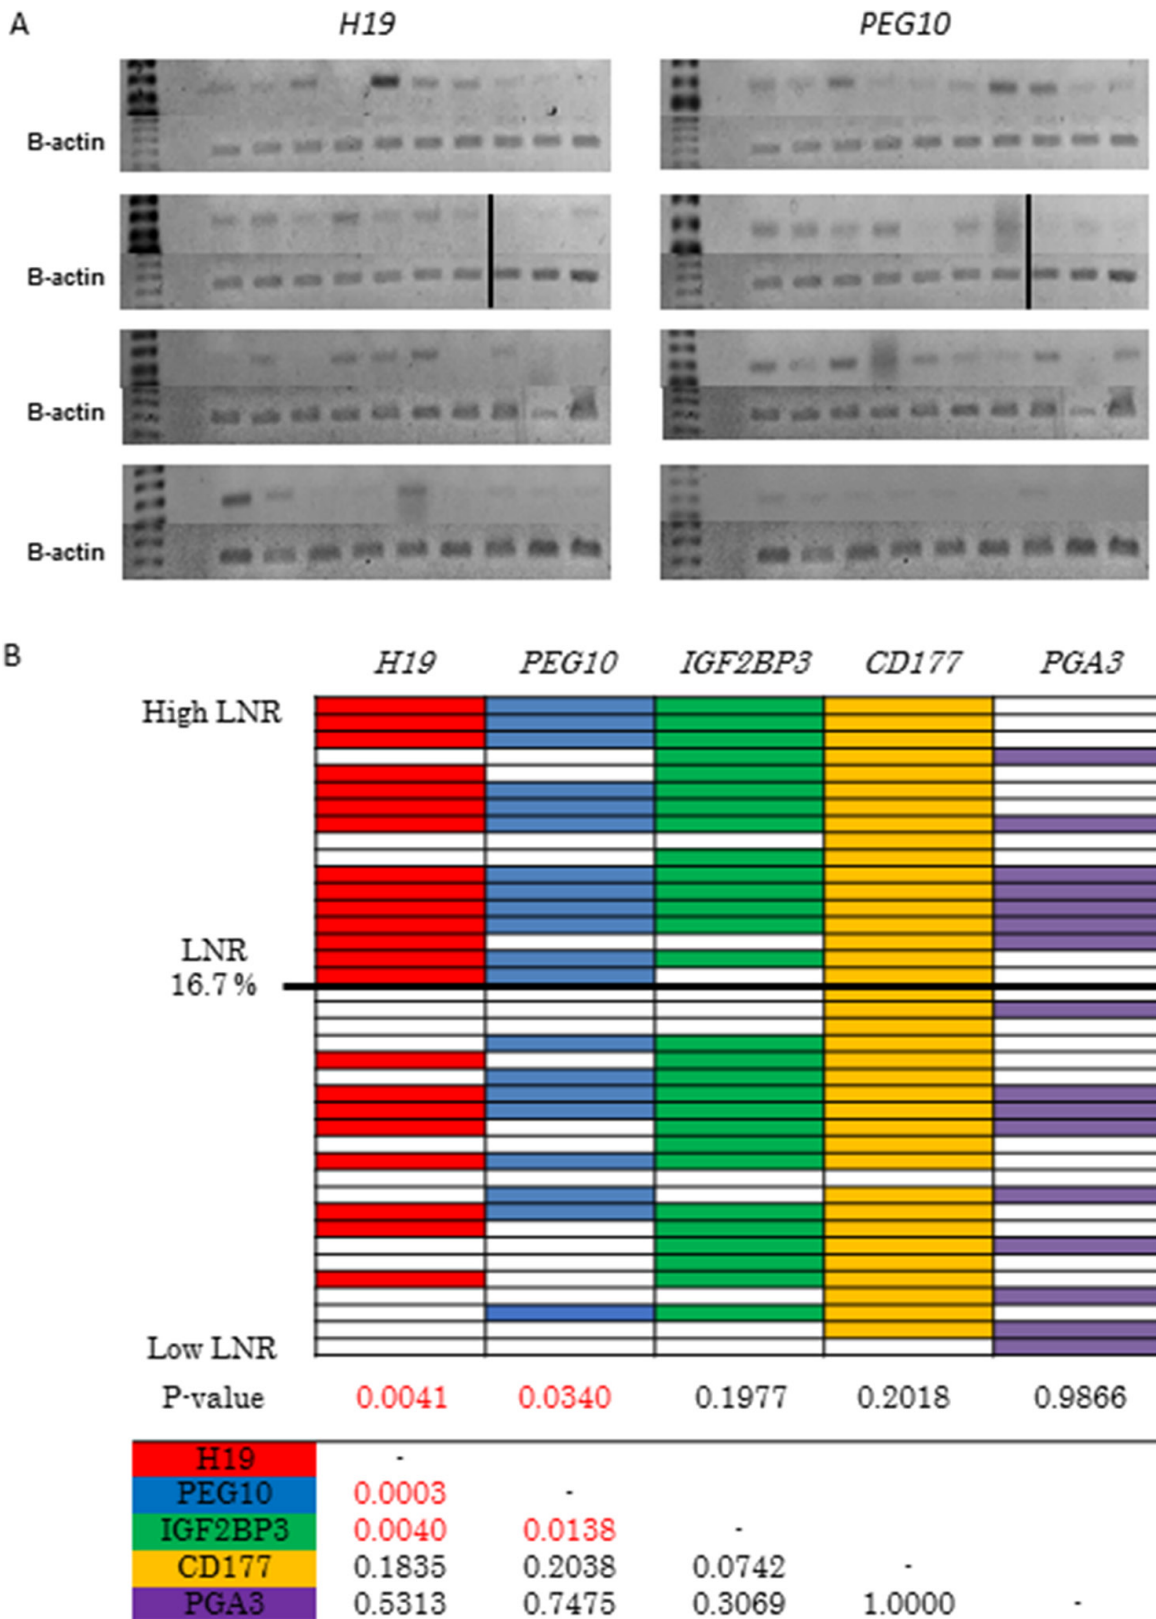 A
H19 PEG10
B-actin
B-actin
B-actin
B-actin
B
H19 PEG10 IGF2BP3 CD177 PGA3
High LNR
LNR
16.7 %
Low LNR
P-value 0.0041 0.0340 0.1977 0.2018 0.9866
H19 -
PEG10 0.0003 -
IGF2BP3 0.0040 0.0138 -
CD177 0.1835 0.2038 0.0742 -
PGA3 0.5313 0.7475 0.3069 1.0000 -